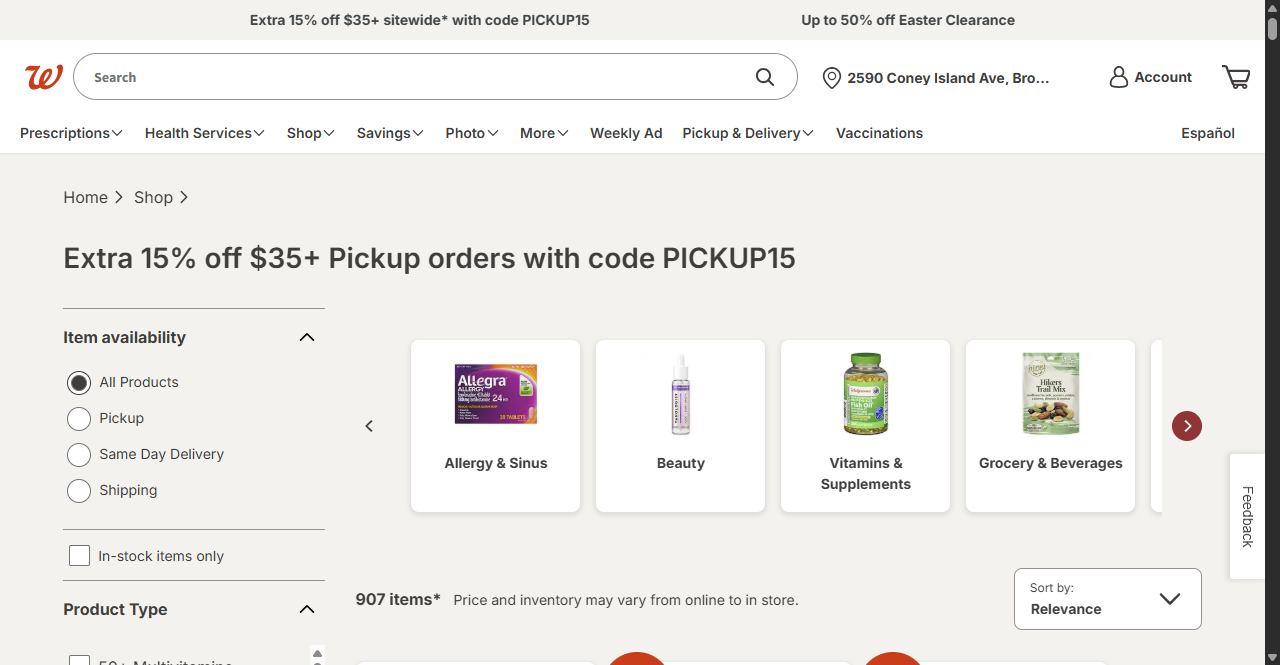 Extra 15% off $35+ sitewide* with code PICKUP15
Up to 50% off Easter Clearance
Search
2590 Coney Island Ave, Bro...
Account
Prescriptions
Health Services
Shop
Savings
Photo
More
Weekly Ad
Pickup & Delivery
Vaccinations
Español
Home
Shop
Extra 15% off $35+ Pickup orders with code PICKUP15
Item availability
All Products
Pickup
Same Day Delivery
Shipping
In-stock items only
Product Type
50+ Multivitamins
Allegra
ALLERGY
24
Allergy & Sinus
Beauty
Fish Oil
Vitamins &
Supplements
Hikers
Trail Mix
Grocery & Beverages
Feedback
907 items*
Price and inventory may vary from online to in store.
Sort by:
Relevance